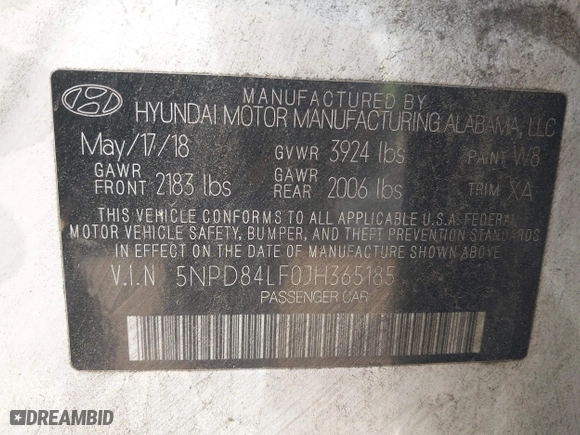 MANUFACTURED BY
HYUNDAI MOTOR MANUFACTURING ALABAMA, LLC
May/17/18 GVWR 3924 lbs PAINT W8
GAWR FRONT 2183 lbs GAWR REAR 2006 lbs TRIM XA
THIS VEHICLE CONFORMS TO ALL APPLICABLE U.S.A. FEDERAL
MOTOR VEHICLE SAFETY, BUMPER, AND THEFT PREVENTION STANDARDS
IN EFFECT ON THE DATE OF MANUFACTURE SHOWN ABOVE.
V.I.N 5NPD84LF0JH365185
PASSENGER CAR
DREAMBID